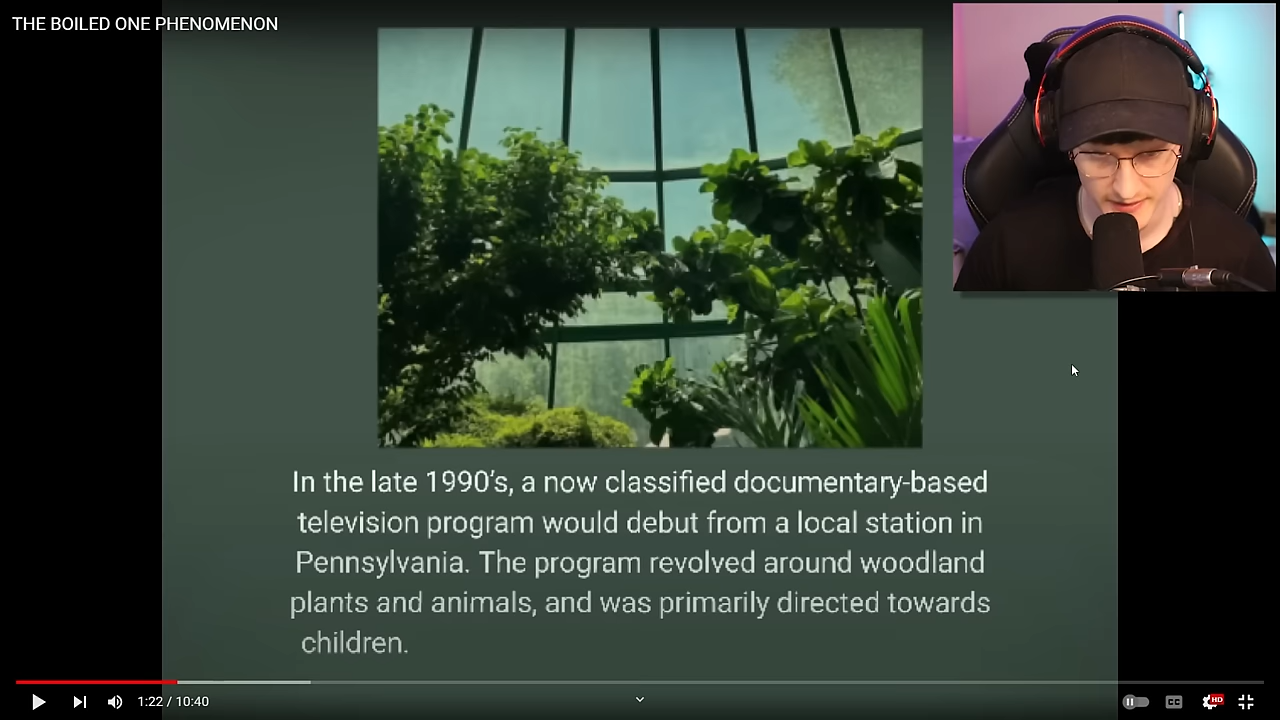 THE BOILED ONE PHENOMENON
In the late 1990's, a now classified documentary-based
television program would debut from a local station in
Pennsylvania. The program revolved around woodland
plants and animals, and was primarily directed towards
children.
1:22 / 10:40
CC
HD